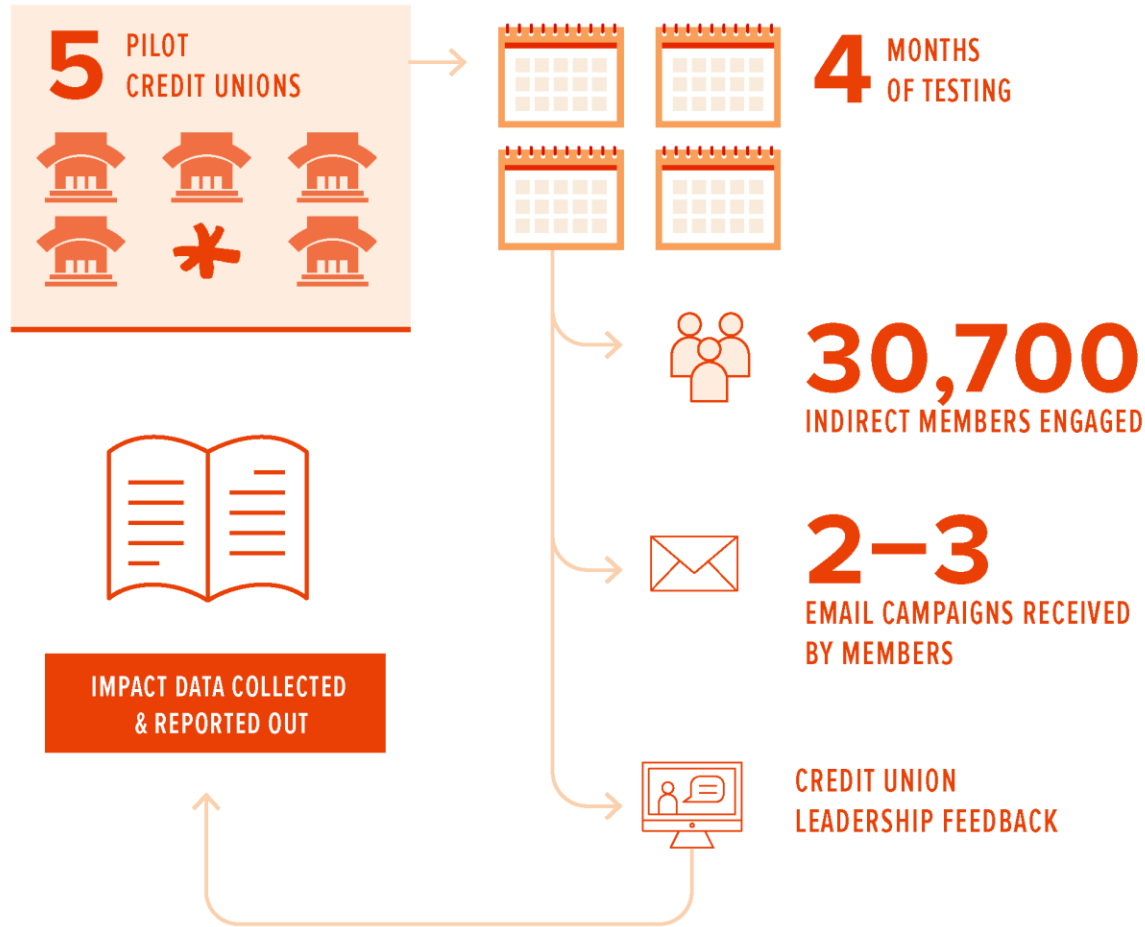 5 PILOT
CREDIT UNIONS
4 MONTHS
OF TESTING
30,700
INDIRECT MEMBERS ENGAGED
2–3
EMAIL CAMPAIGNS RECEIVED
BY MEMBERS
IMPACT DATA COLLECTED
& REPORTED OUT
CREDIT UNION
LEADERSHIP FEEDBACK